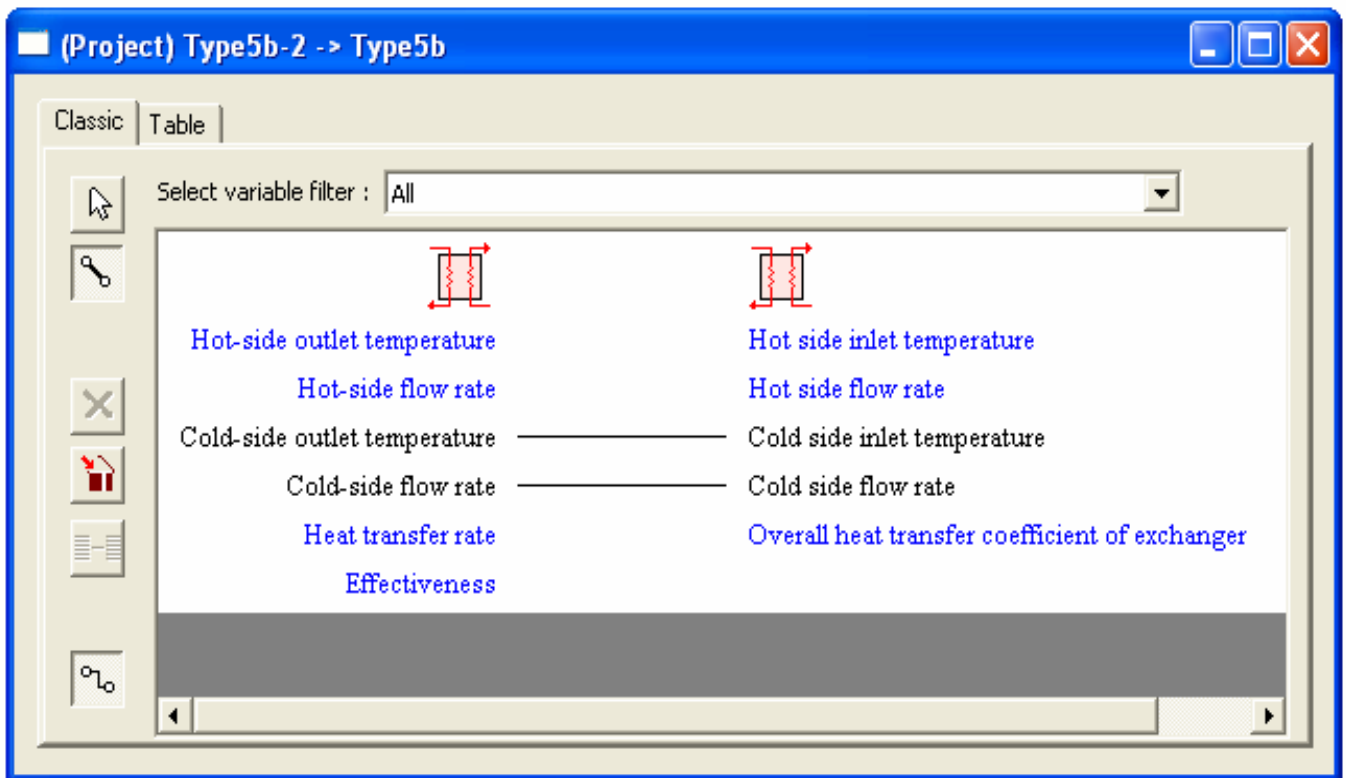 (Project) Type5b-2 -> Type5b
Classic Table
Select variable filter : All
Hot-side outlet temperature Hot side inlet temperature
Hot-side flow rate Hot side flow rate
Cold-side outlet temperature Cold side inlet temperature
Cold-side flow rate Cold side flow rate
Heat transfer rate Overall heat transfer coefficient of exchanger
Effectiveness